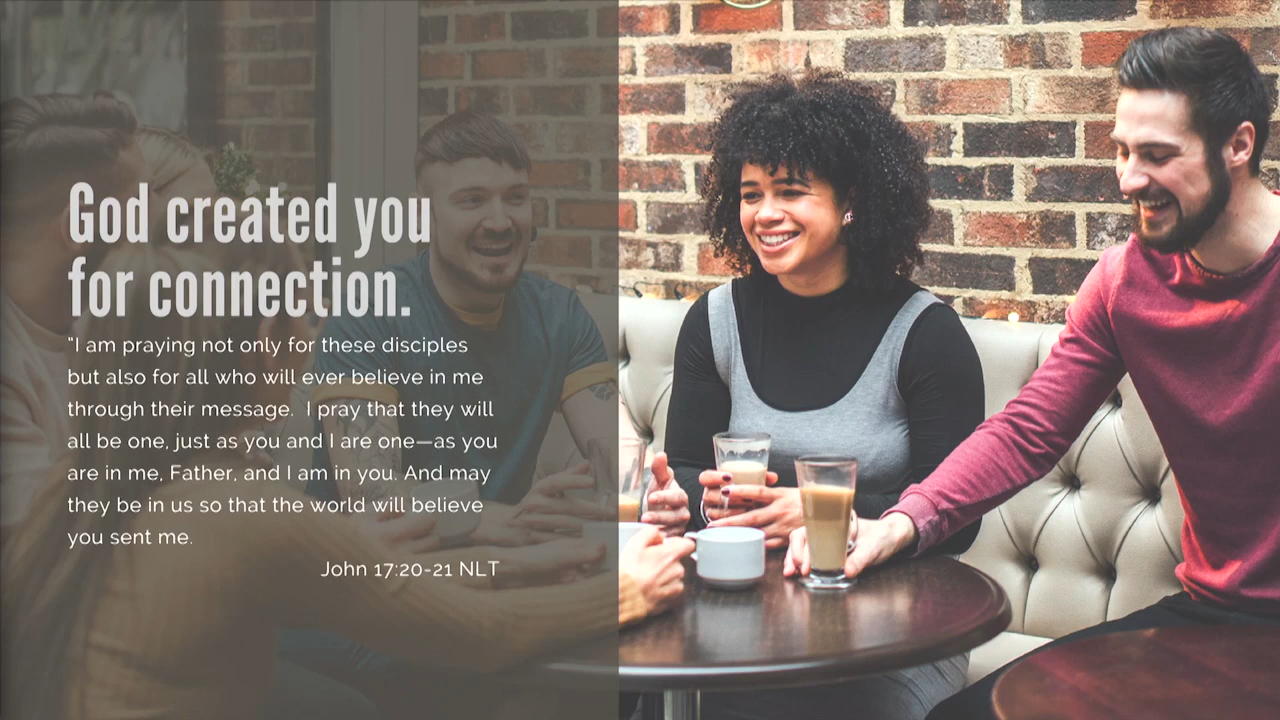 God created you
for connection.
"I am praying not only for these disciples
but also for all who will ever believe in me
through their message.  I pray that they will
all be one, just as you and I are one—as you
are in me, Father, and I am in you. And may
they be in us so that the world will believe
you sent me.
John 17:20-21 NLT